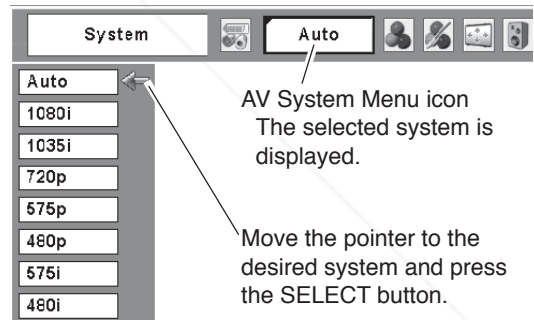 System Auto
Auto
1080i
1035i
720p
575p
480p
575i
480i
AV System Menu icon
The selected system is
displayed.
Move the pointer to the
desired system and press
the SELECT button.